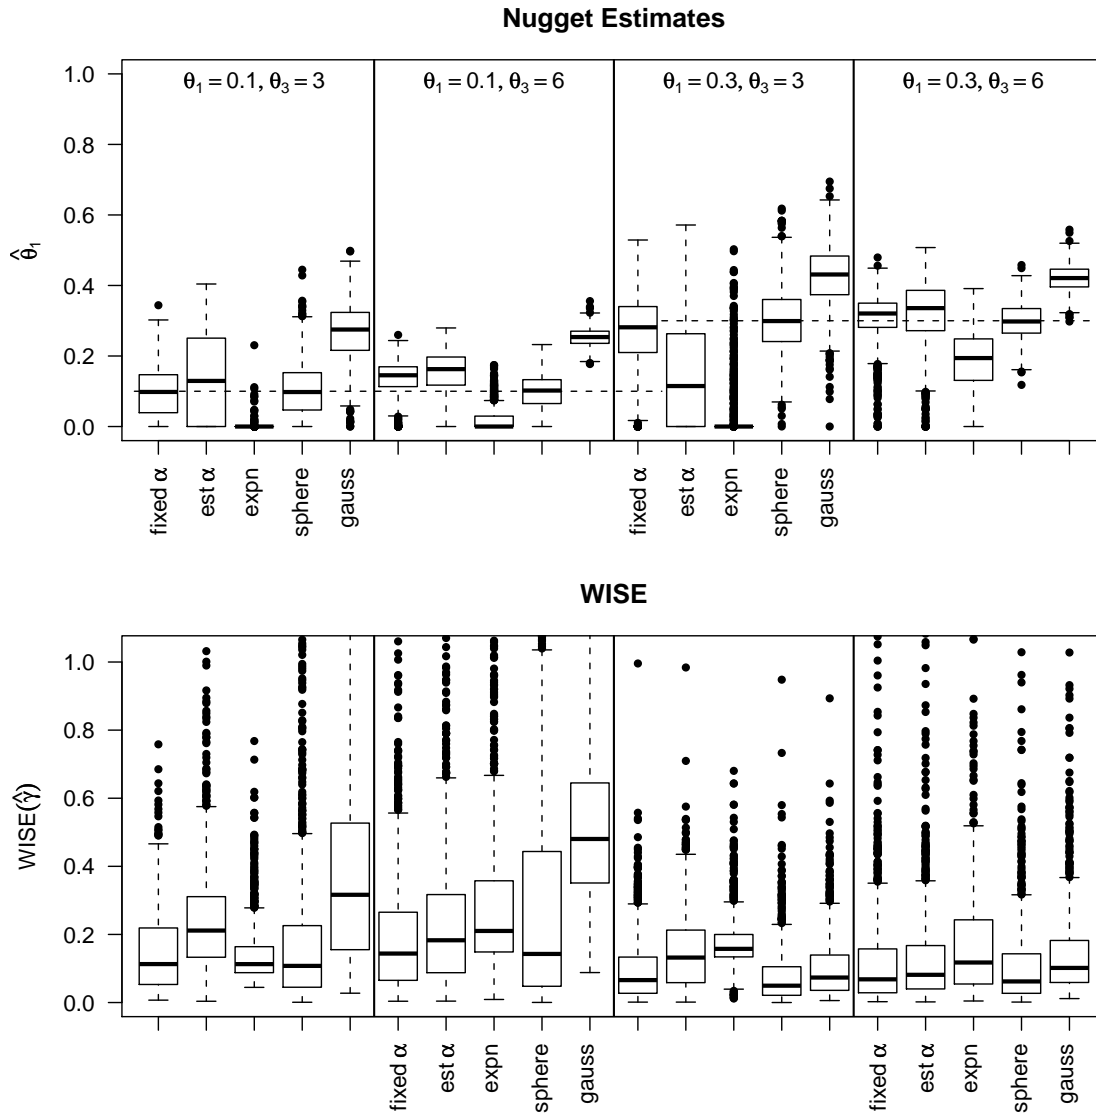 Nugget Estimates
θ₁ = 0.1, θ₃ = 3
θ₁ = 0.1, θ₃ = 6
θ₁ = 0.3, θ₃ = 3
θ₁ = 0.3, θ₃ = 6
1.0
0.8
0.6
0.4
0.2
0.0
θ̂₁
fixed α
est α
expn
sphere
gauss
fixed α
est α
expn
sphere
gauss
WISE
1.0
0.8
0.6
0.4
0.2
0.0
WISE(γ̂)
fixed α
est α
expn
sphere
gauss
fixed α
est α
expn
sphere
gauss